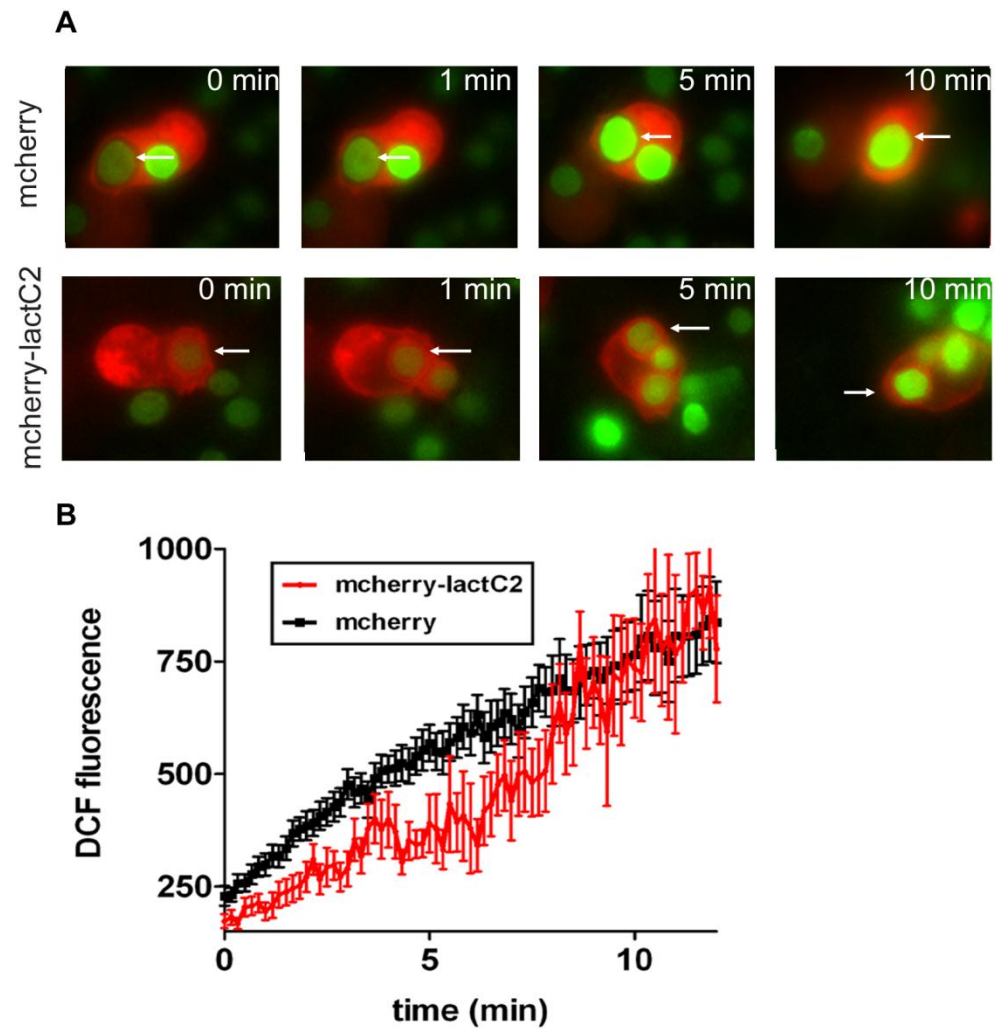 A
mcherry
0 min
1 min
5 min
10 min
mcherry-lactC2
0 min
1 min
5 min
10 min
B
DCF fluorescence
1000
750
500
250
mcherry-lactC2
mcherry
0
5
10
time (min)